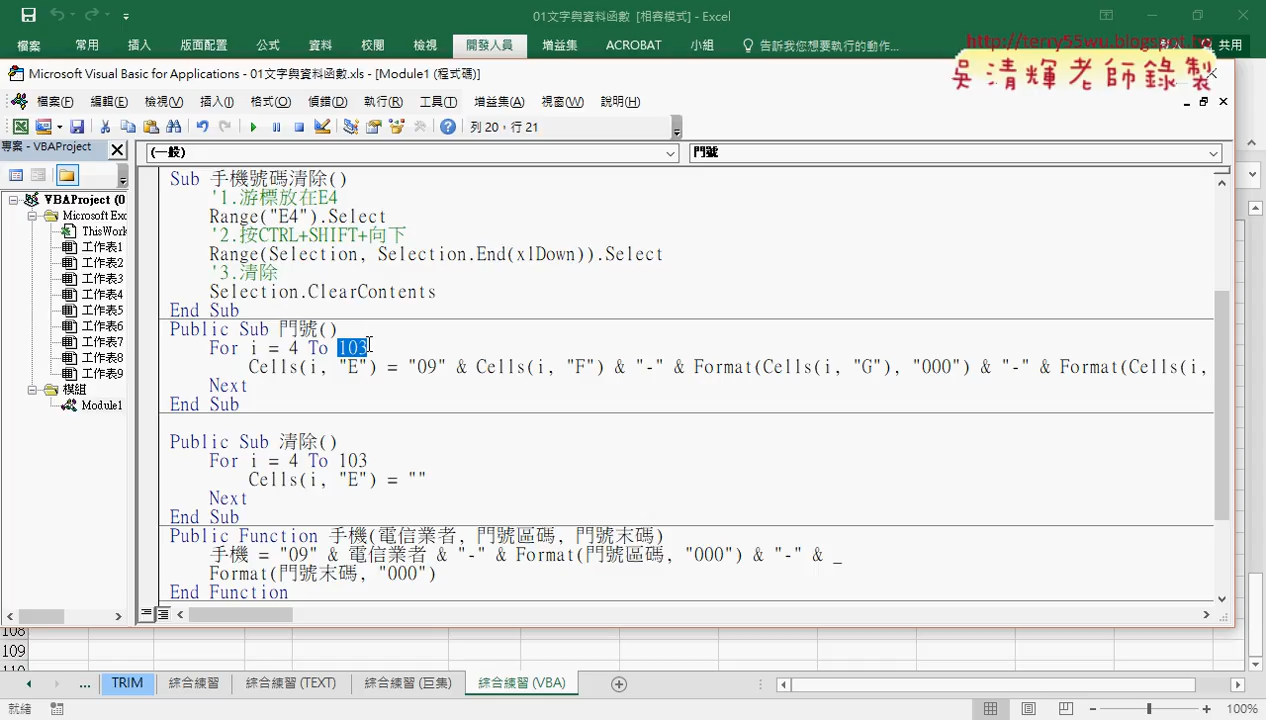 01文字與資料函數 [相容模式] - Excel
檔案 常用 插入 版面配置 公式 資料 校閱 檢視 開發人員 增益集 ACROBAT 小組 告訴我您想要執行的動作... 共用
http://terry55wu.blogspot.
吳清輝老師錄製
Microsoft Visual Basic for Applications - 01文字與資料函數.xls - [Module1 (程式碼)]
檔案(F) 編輯(E) 檢視(V) 插入(I) 格式(O) 偵錯(D) 執行(R) 工具(T) 增益集(A) 視窗(W) 說明(H)
列 20，行 21
專案 - VBAProject
(一般) 門號
VBAProject (0
Microsoft Exc
ThisWork
工作表1
工作表2
工作表3
工作表4
工作表5
工作表6
工作表7
工作表8
工作表9
模組
Module1
Sub 手機號碼清除()
'1.游標放在E4
Range("E4").Select
'2.按CTRL+SHIFT+向下
Range(Selection, Selection.End(xlDown)).Select
'3.清除
Selection.ClearContents
End Sub
Public Sub 門號()
For i = 4 To 103
Cells(i, "E") = "09" & Cells(i, "F") & "-" & Format(Cells(i, "G"), "000") & "-" & Format(Cells(i,
Next
End Sub
Public Sub 清除()
For i = 4 To 103
Cells(i, "E") = ""
Next
End Sub
Public Function 手機(電信業者, 門號區碼, 門號末碼)
手機 = "09" & 電信業者 & "-" & Format(門號區碼, "000") & "-" & _
Format(門號末碼, "000")
End Function
108
109
110
... TRIM 綜合練習 綜合練習 (TEXT) 綜合練習 (巨集) 綜合練習 (VBA)
就緒 100%